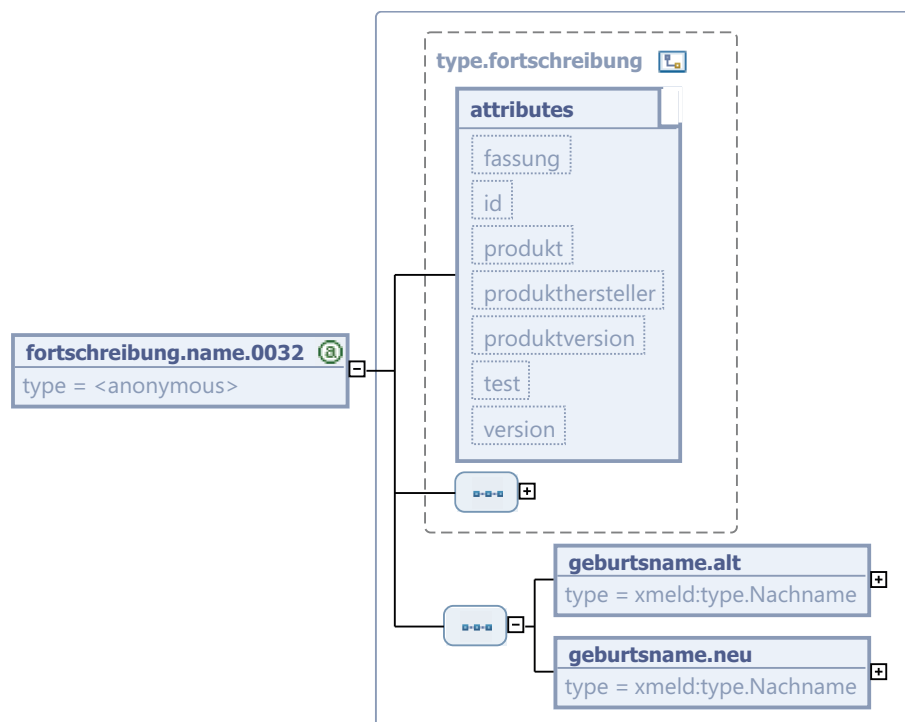 type.fortschreibung
attributes
fassung
id
produkt
produkthersteller
produktversion
test
version
fortschreibung.name.0032 @
type = <anonymous>
geburtsname.alt
type = xmeld:type.Nachname
geburtsname.neu
type = xmeld:type.Nachname